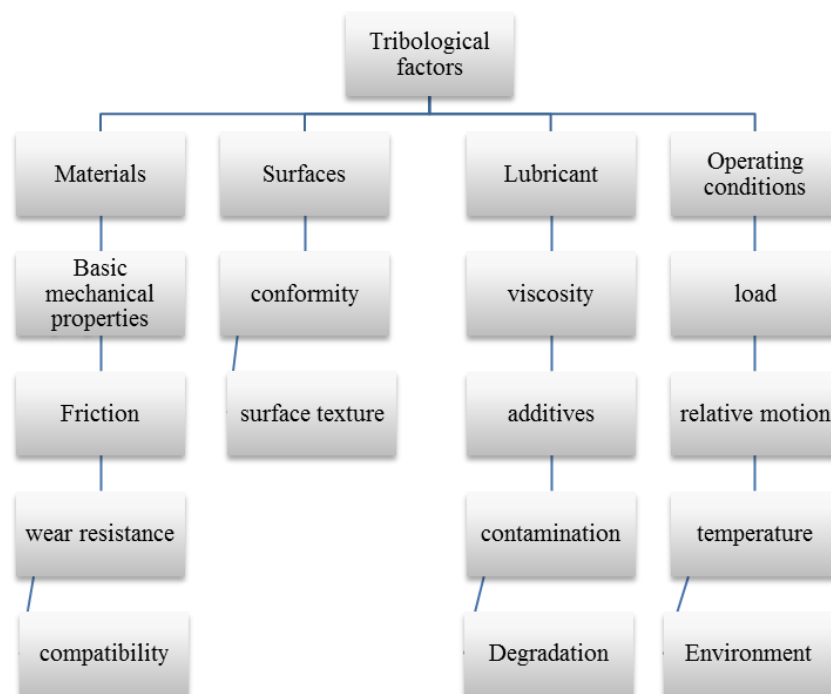 Tribological
factors
Materials
Surfaces
Lubricant
Operating
conditions
Basic
mechanical
properties
conformity
viscosity
load
Friction
surface texture
additives
relative motion
wear resistance
contamination
temperature
compatibility
Degradation
Environment